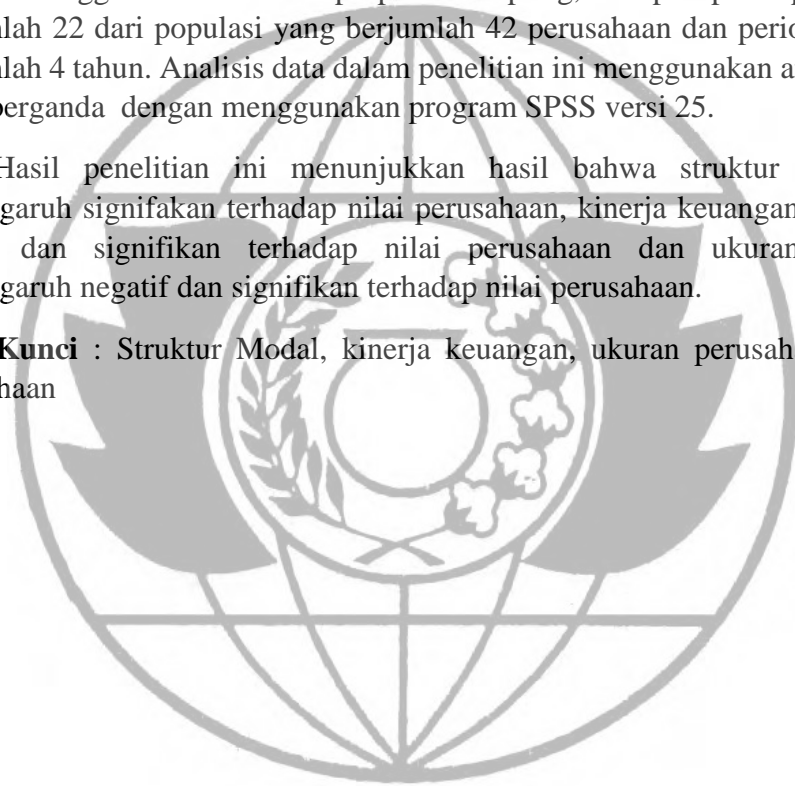 nlah 22 dari populasi yang berjumlah 42 perusahaan dan perio
nlah 4 tahun. Analisis data dalam penelitian ini menggunakan a
berganda dengan menggunakan program SPSS versi 25.
Hasil penelitian ini menunjukkan hasil bahwa struktur
garuh signifakan terhadap nilai perusahaan, kinerja keuangan
dan signifikan terhadap nilai perusahaan dan ukuran
garuh negatif dan signifikan terhadap nilai perusahaan.
Kunci : Struktur Modal, kinerja keuangan, ukuran perusah
haan